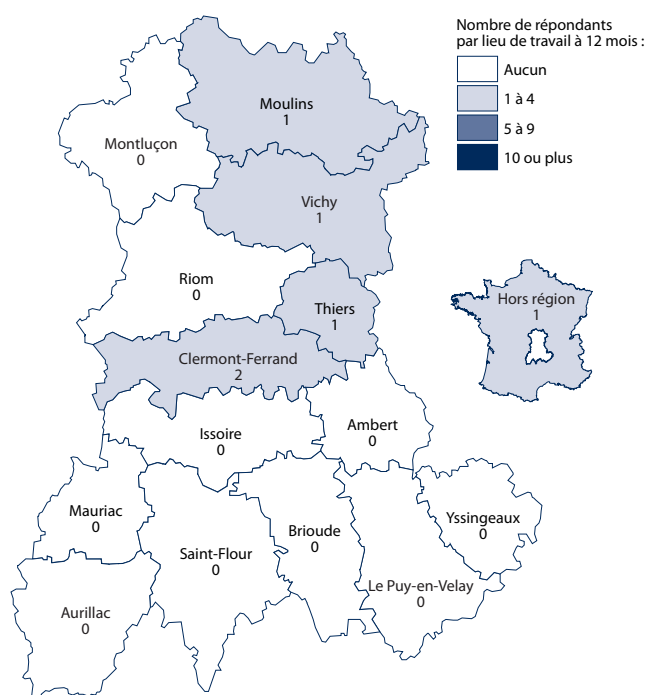 Nombre de répondants
par lieu de travail à 12 mois :
Aucun
1 à 4
5 à 9
10 ou plus
Moulins
1
Montluçon
0
Vichy
1
Riom
0
Thiers
1
Hors région
1
Clermont-Ferrand
2
Ambert
0
Issoire
0
Mauriac
0
Saint-Flour
0
Brioude
0
Yssingeaux
0
Le Puy-en-Velay
0
Aurillac
0